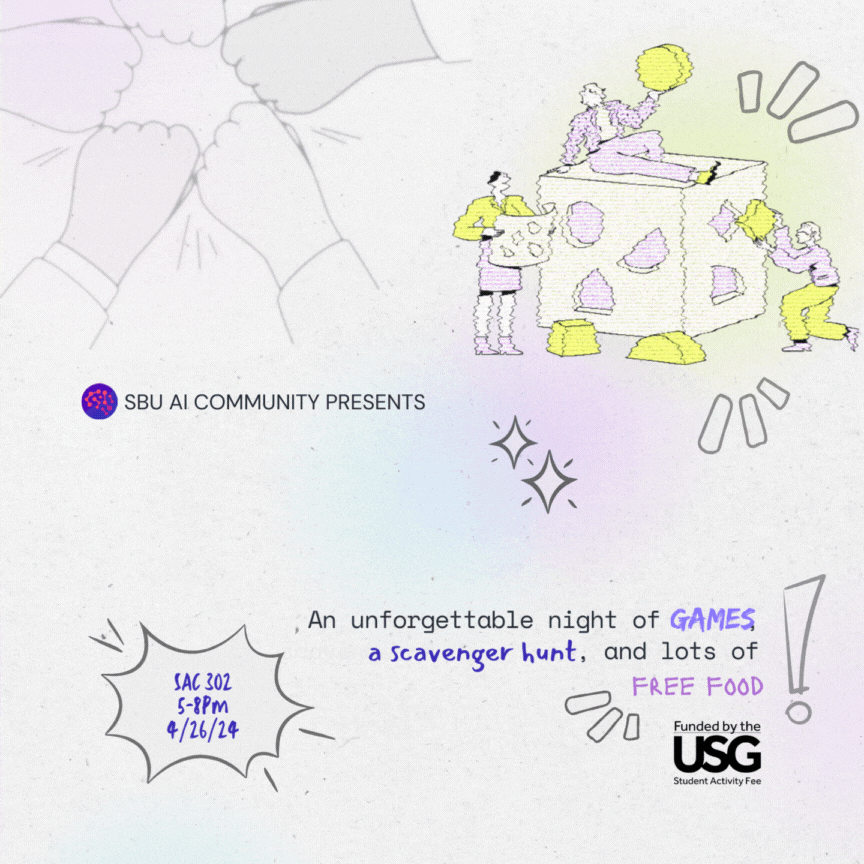 SBU AI COMMUNITY PRESENTS
An unforgettable night of GAMES,
a scavenger hunt, and lots of
FREE FOOD
SAC 302
5-8Pm
4/26/24
Funded by the
USG
Student Activity Fee